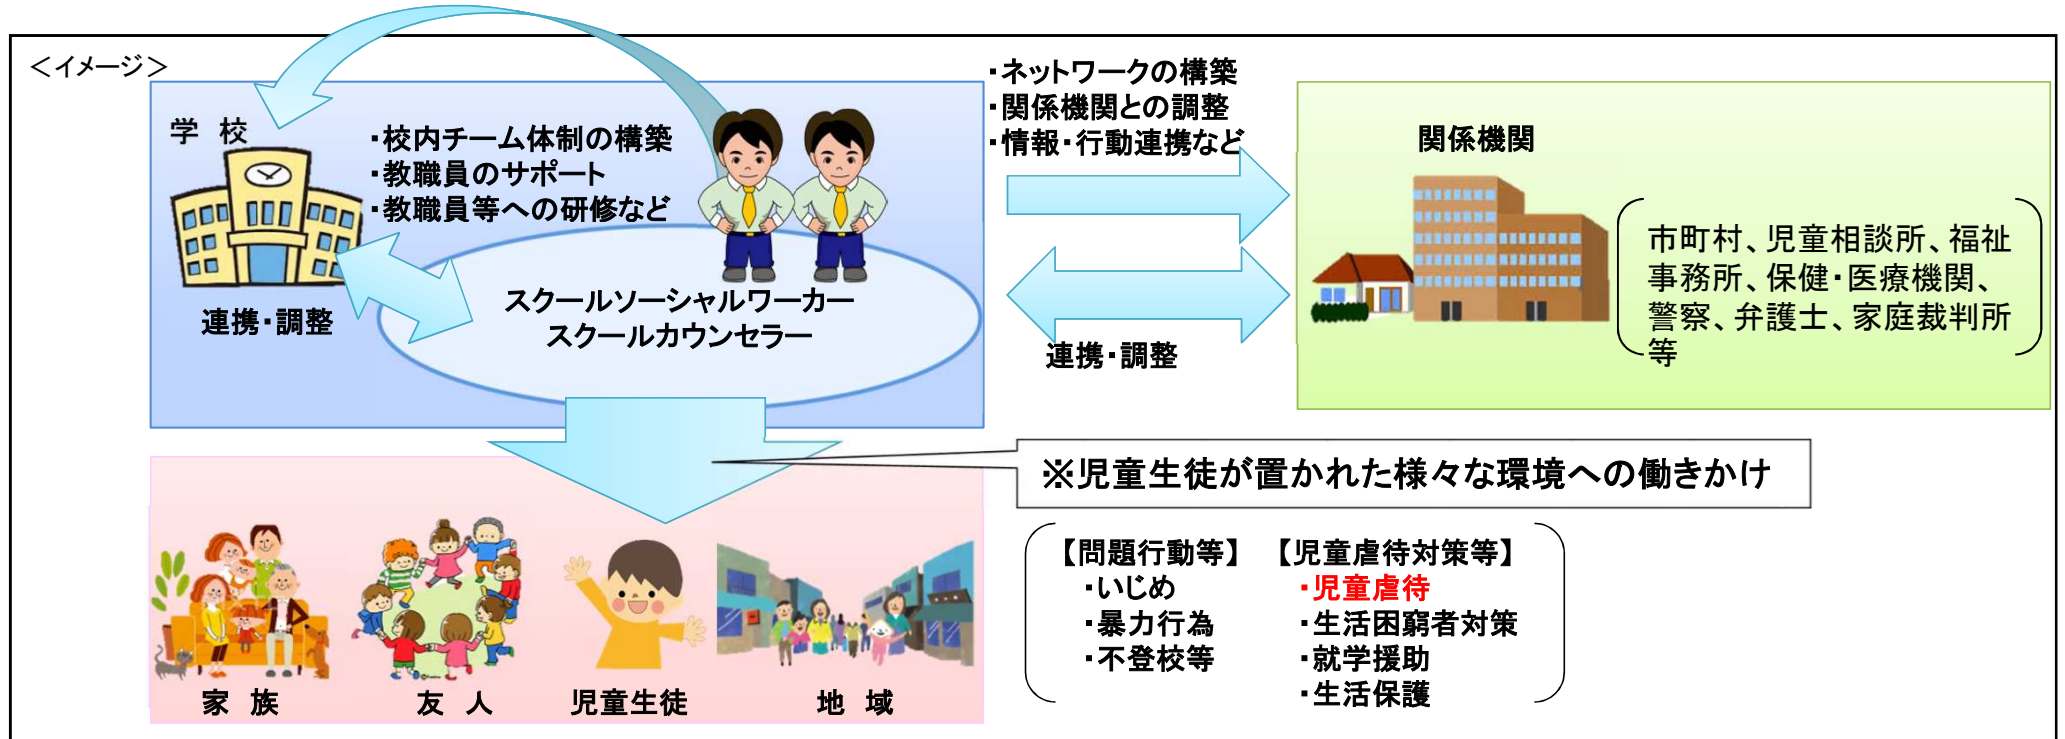 ＜イメージ＞
学 校
・校内チーム体制の構築
・教職員のサポート
・教職員等への研修など
連携・調整
スクールソーシャルワーカー
スクールカウンセラー
・ネットワークの構築
・関係機関との調整
・情報・行動連携など
連携・調整
関係機関
市町村、児童相談所、福祉
事務所、保健・医療機関、
警察、弁護士、家庭裁判所
等
※児童生徒が置かれた様々な環境への働きかけ
【問題行動等】
・いじめ
・暴力行為
・不登校等
【児童虐待対策等】
・児童虐待
・生活困窮者対策
・就学援助
・生活保護
家 族
友 人
児童生徒
地 域